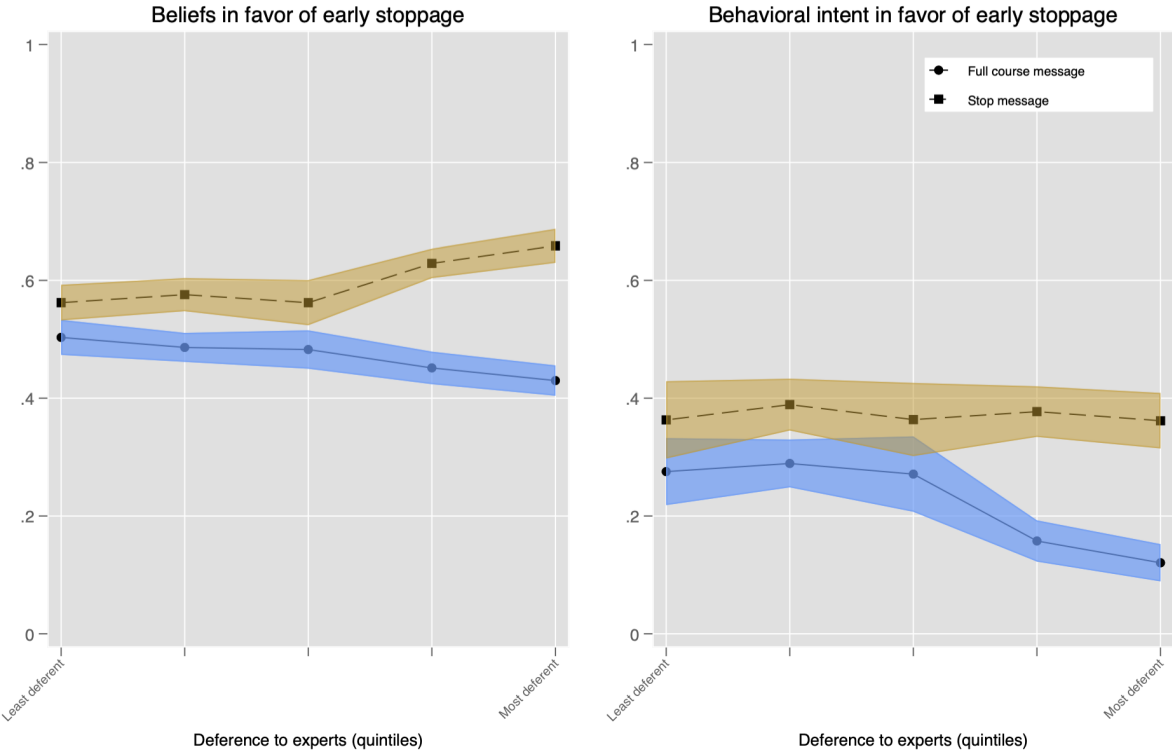 Beliefs in favor of early stoppage
1
.8
.6
.4
.2
0
Least deferent
Most deferent
Deference to experts (quintiles)
Behavioral intent in favor of early stoppage
Full course message
Stop message
1
.8
.6
.4
.2
0
Least deferent
Most deferent
Deference to experts (quintiles)